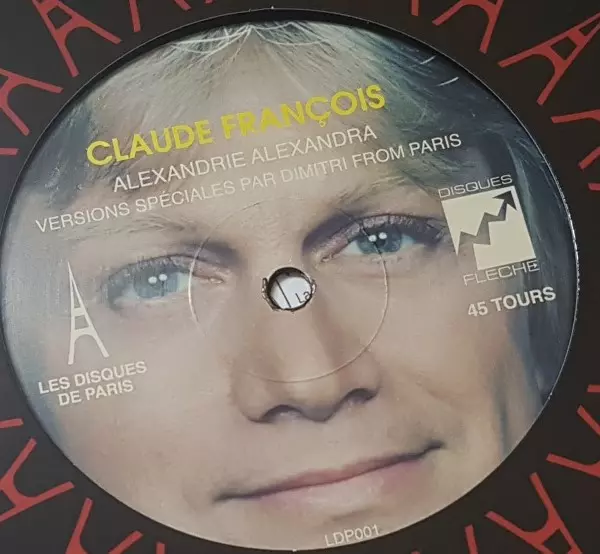 CLAUDE FRANÇOIS
ALEXANDRIE ALEXANDRA
VERSIONS SPÉCIALES PAR DIMITRI FROM PARIS
DISQUES
FLECHE
45 TOURS
LES DISQUES
DE PARIS
LDP001